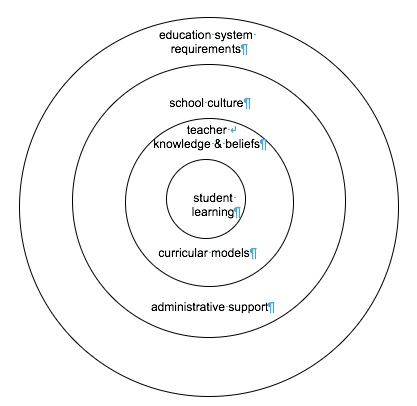 education system
requirements¶
school culture¶
teacher ↵
knowledge & beliefs¶
student
learning¶
curricular models¶
administrative support¶